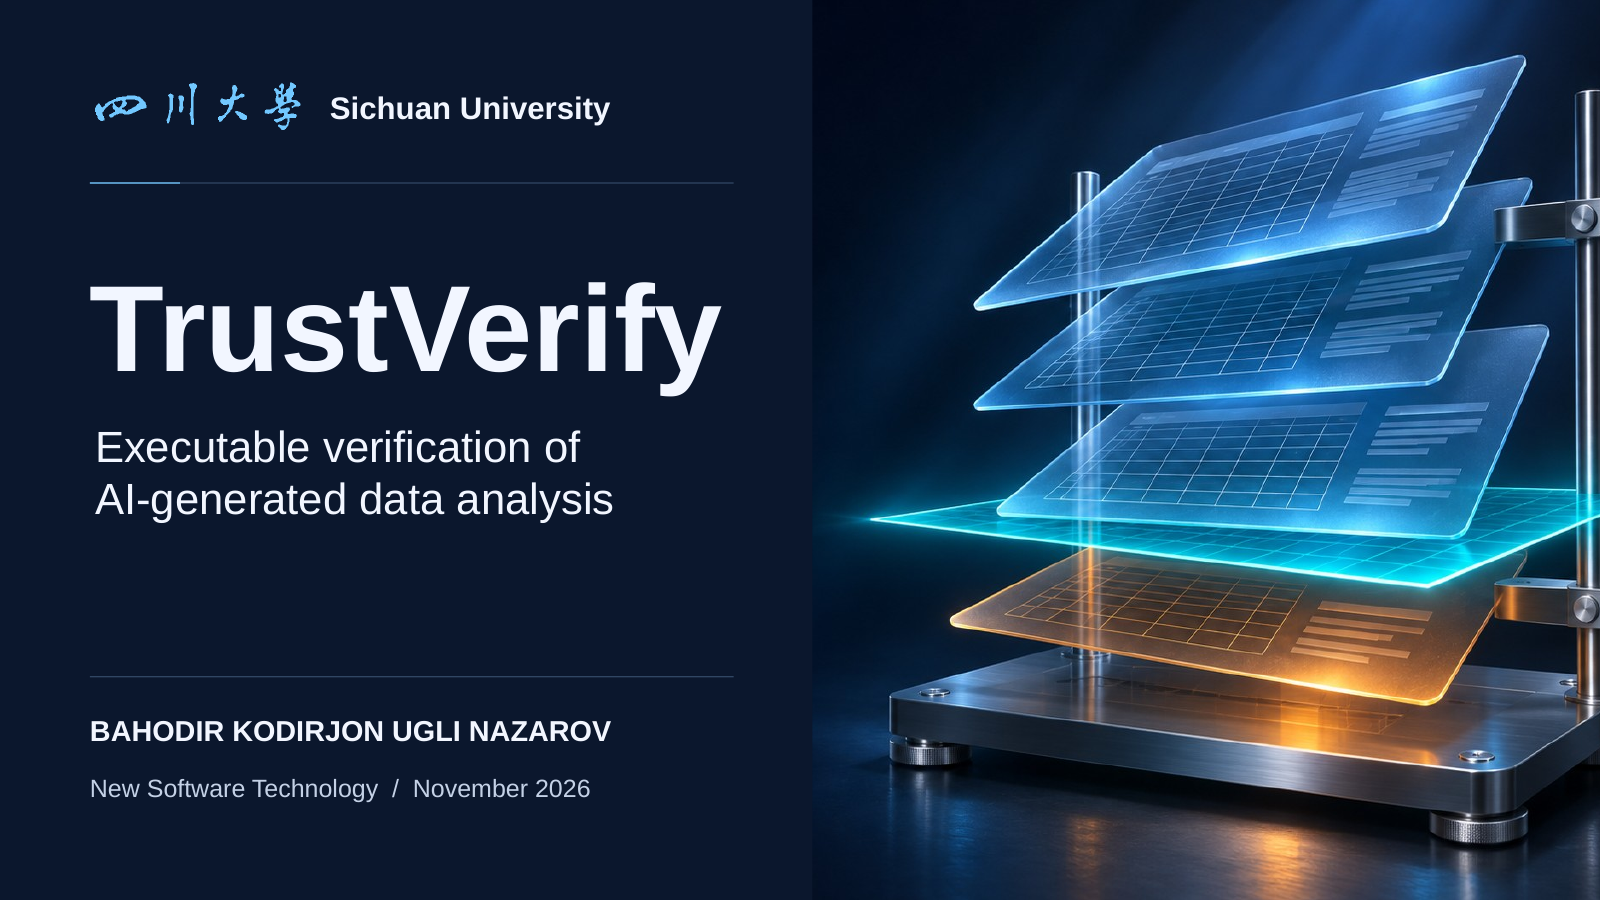 四川大學 Sichuan University
TrustVerify
Executable verification of
AI-generated data analysis
BAHODIR KODIRJON UGLI NAZAROV
New Software Technology / November 2026